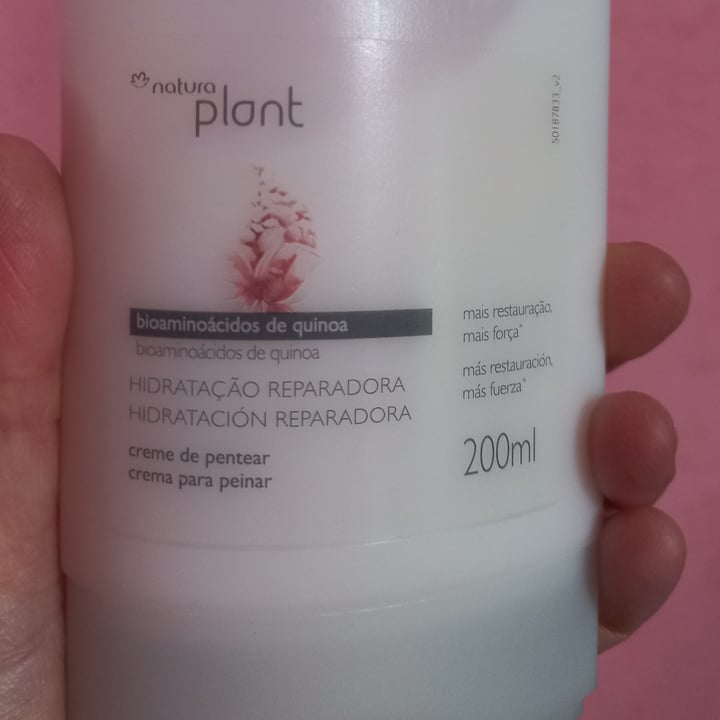 natura
plant
bioaminoácidos de quinoa
bioaminoácidos de quinoa
HIDRATAÇÃO REPARADORA
HIDRATACIÓN REPARADORA
creme de pentear
crema para peinar
mais restauração,
mais força*
más restauración,
más fuerza*
200ml
50187833_v2